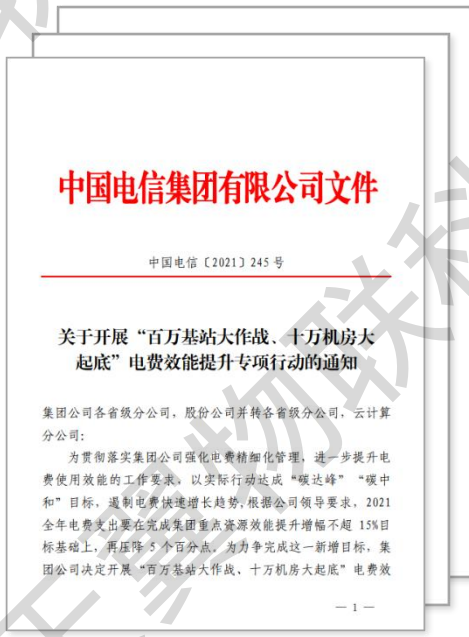 中国电信集团有限公司文件
中国电信〔2021〕245 号
关于开展“百万基站大作战、十万机房大
起底”电费效能提升专项行动的通知
集团公司各省级分公司，股份公司并转各省级分公司，云计算
分公司：
为贯彻落实集团公司强化电费精细化管理，进一步提升电
费使用效能的工作要求，以实际行动达成“碳达峰”“碳中
和”目标，遏制电费快速增长趋势，根据公司领导要求，2021
全年电费支出要在完成集团重点资源效能提升增幅不超 15%目
标基础上，再压降 5 个百分点。为力争完成这一新增目标，集
团公司决定开展“百万基站大作战、十万机房大起底”电费效
— 1 —
天翼物联科